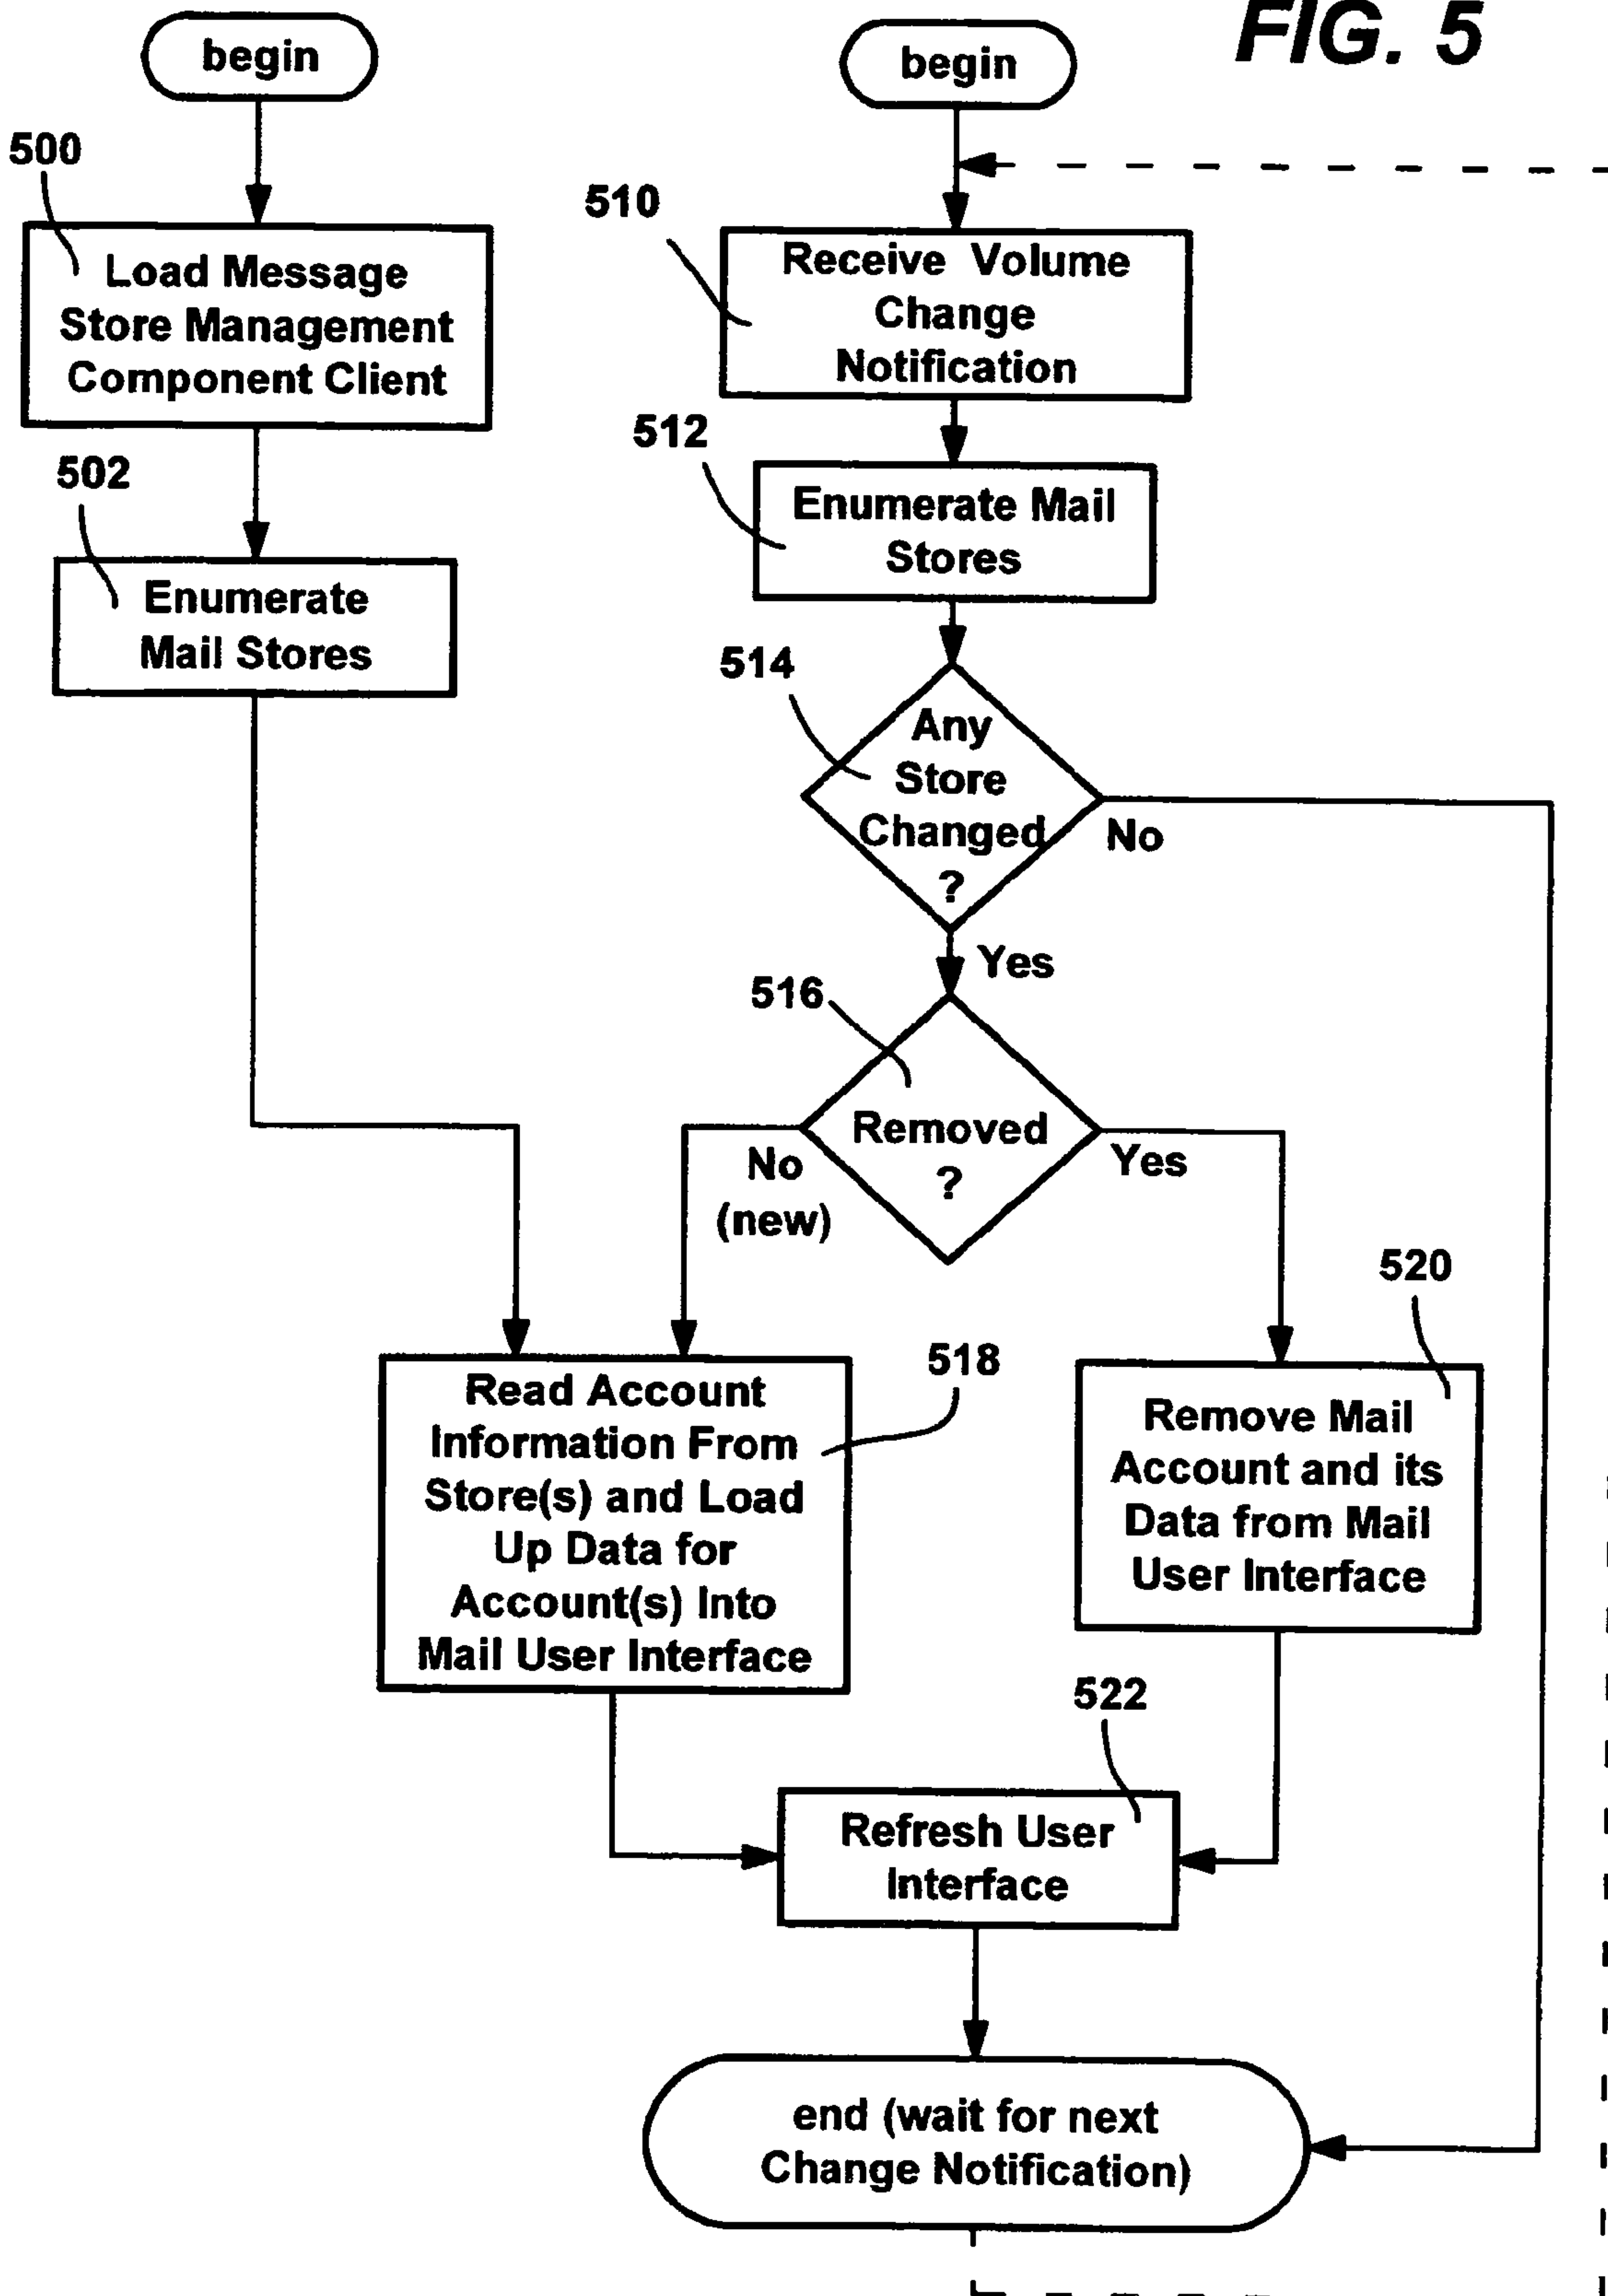 FIG. 5
begin
500
Load Message
Store Management
Component Client
502
Enumerate
Mail Stores
begin
510
Receive Volume
Change
Notification
512
Enumerate Mail
Stores
514
Any
Store
Changed
?
No
Yes
516
Removed
?
No
(new)
Yes
518
Read Account
Information From
Store(s) and Load
Up Data for
Account(s) Into
Mail User Interface
520
Remove Mail
Account and its
Data from Mail
User Interface
522
Refresh User
Interface
end (wait for next
Change Notification)